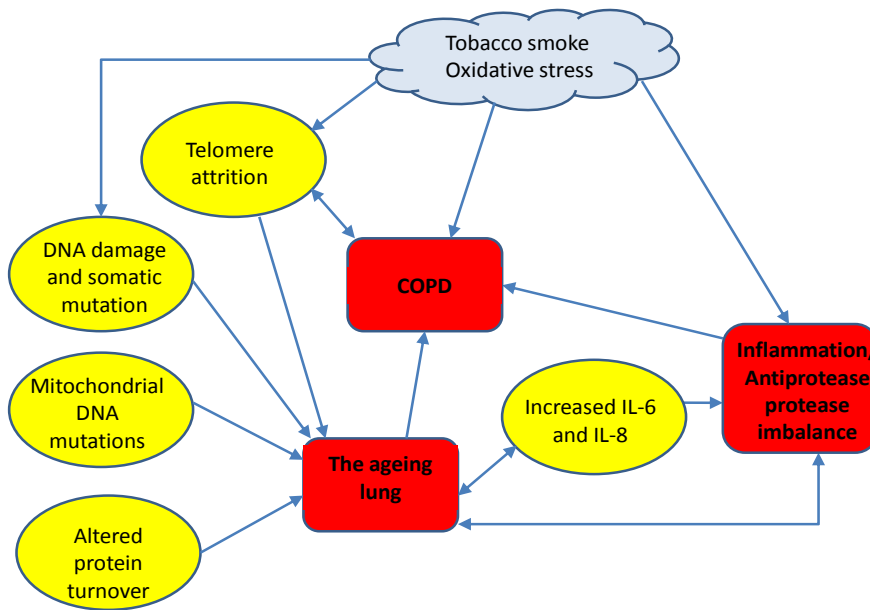 Tobacco smoke
Oxidative stress
Telomere
attrition
DNA damage
and somatic
mutation
COPD
Inflammation,
Antiprotease
protease
imbalance
Mitochondrial
DNA
mutations
Increased IL-6
and IL-8
The ageing
lung
Altered
protein
turnover